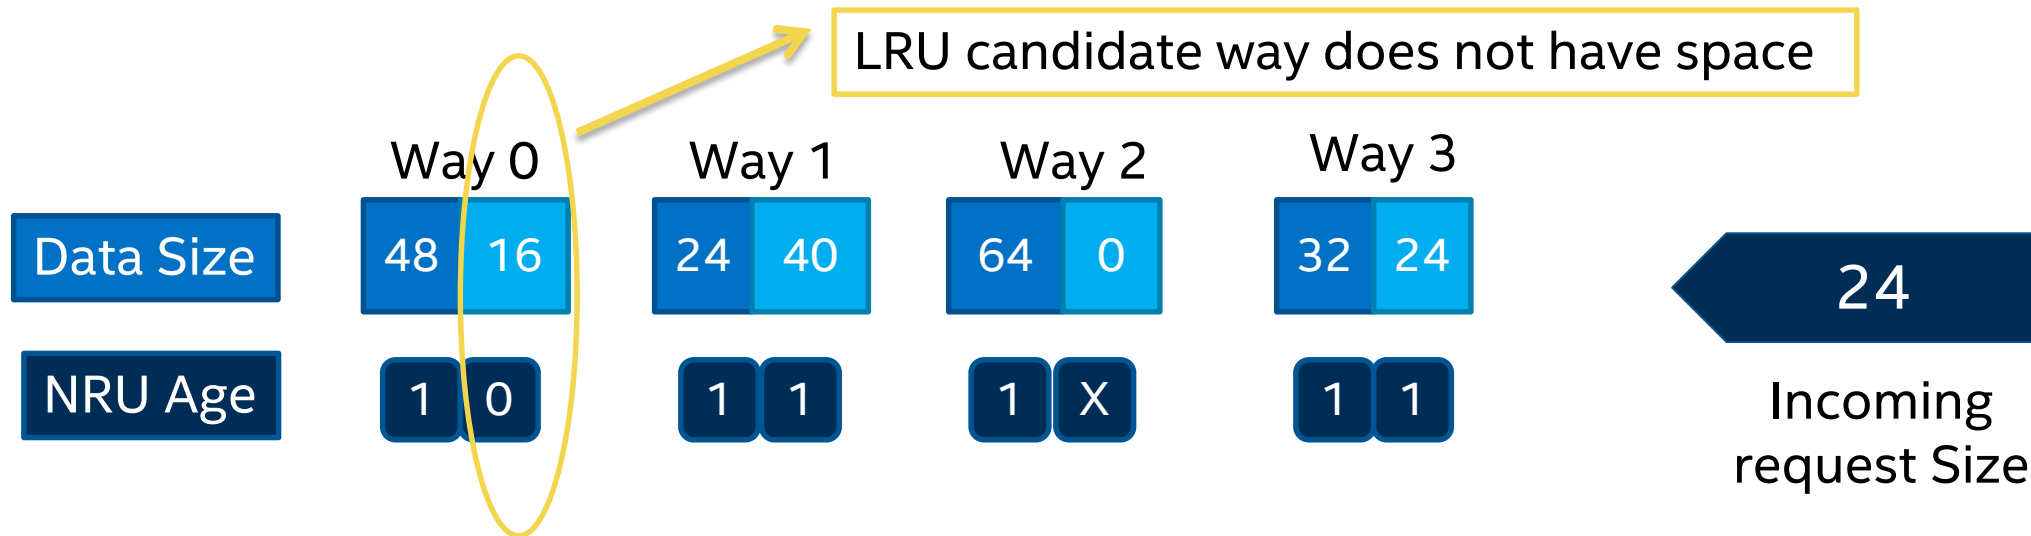 LRU candidate way does not have space
Way 0 Way 1 Way 2 Way 3
Data Size 48 16 24 40 64 0 32 24 24
NRU Age 1 0 1 1 1 X 1 1
Incoming
request Size